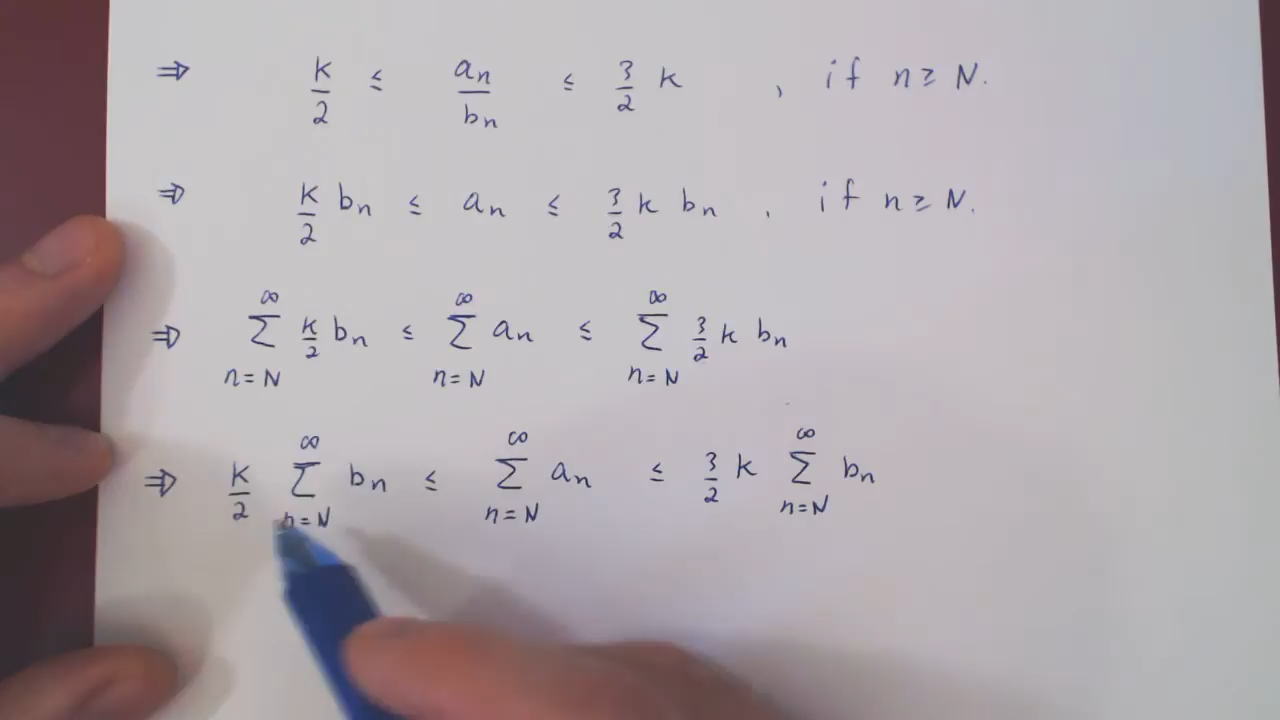 ⇒ k/2 ≤ aₙ/bₙ ≤ 3/2 k , if n ≥ N.
⇒ k/2 bₙ ≤ aₙ ≤ 3/2 k bₙ , if n ≥ N.
⇒ ∑_{n=N}^{∞} k/2 bₙ ≤ ∑_{n=N}^{∞} aₙ ≤ ∑_{n=N}^{∞} 3/2 k bₙ
⇒ k/2 ∑_{n=N}^{∞} bₙ ≤ ∑_{n=N}^{∞} aₙ ≤ 3/2 k ∑_{n=N}^{∞} bₙ